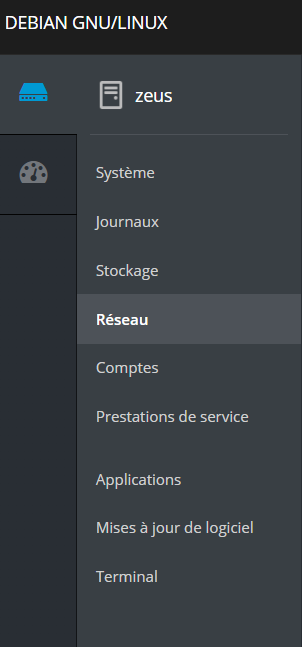 DEBIAN GNU/LINUX
zeus
Système
Journaux
Stockage
Réseau
Comptes
Prestations de service
Applications
Mises à jour de logiciel
Terminal